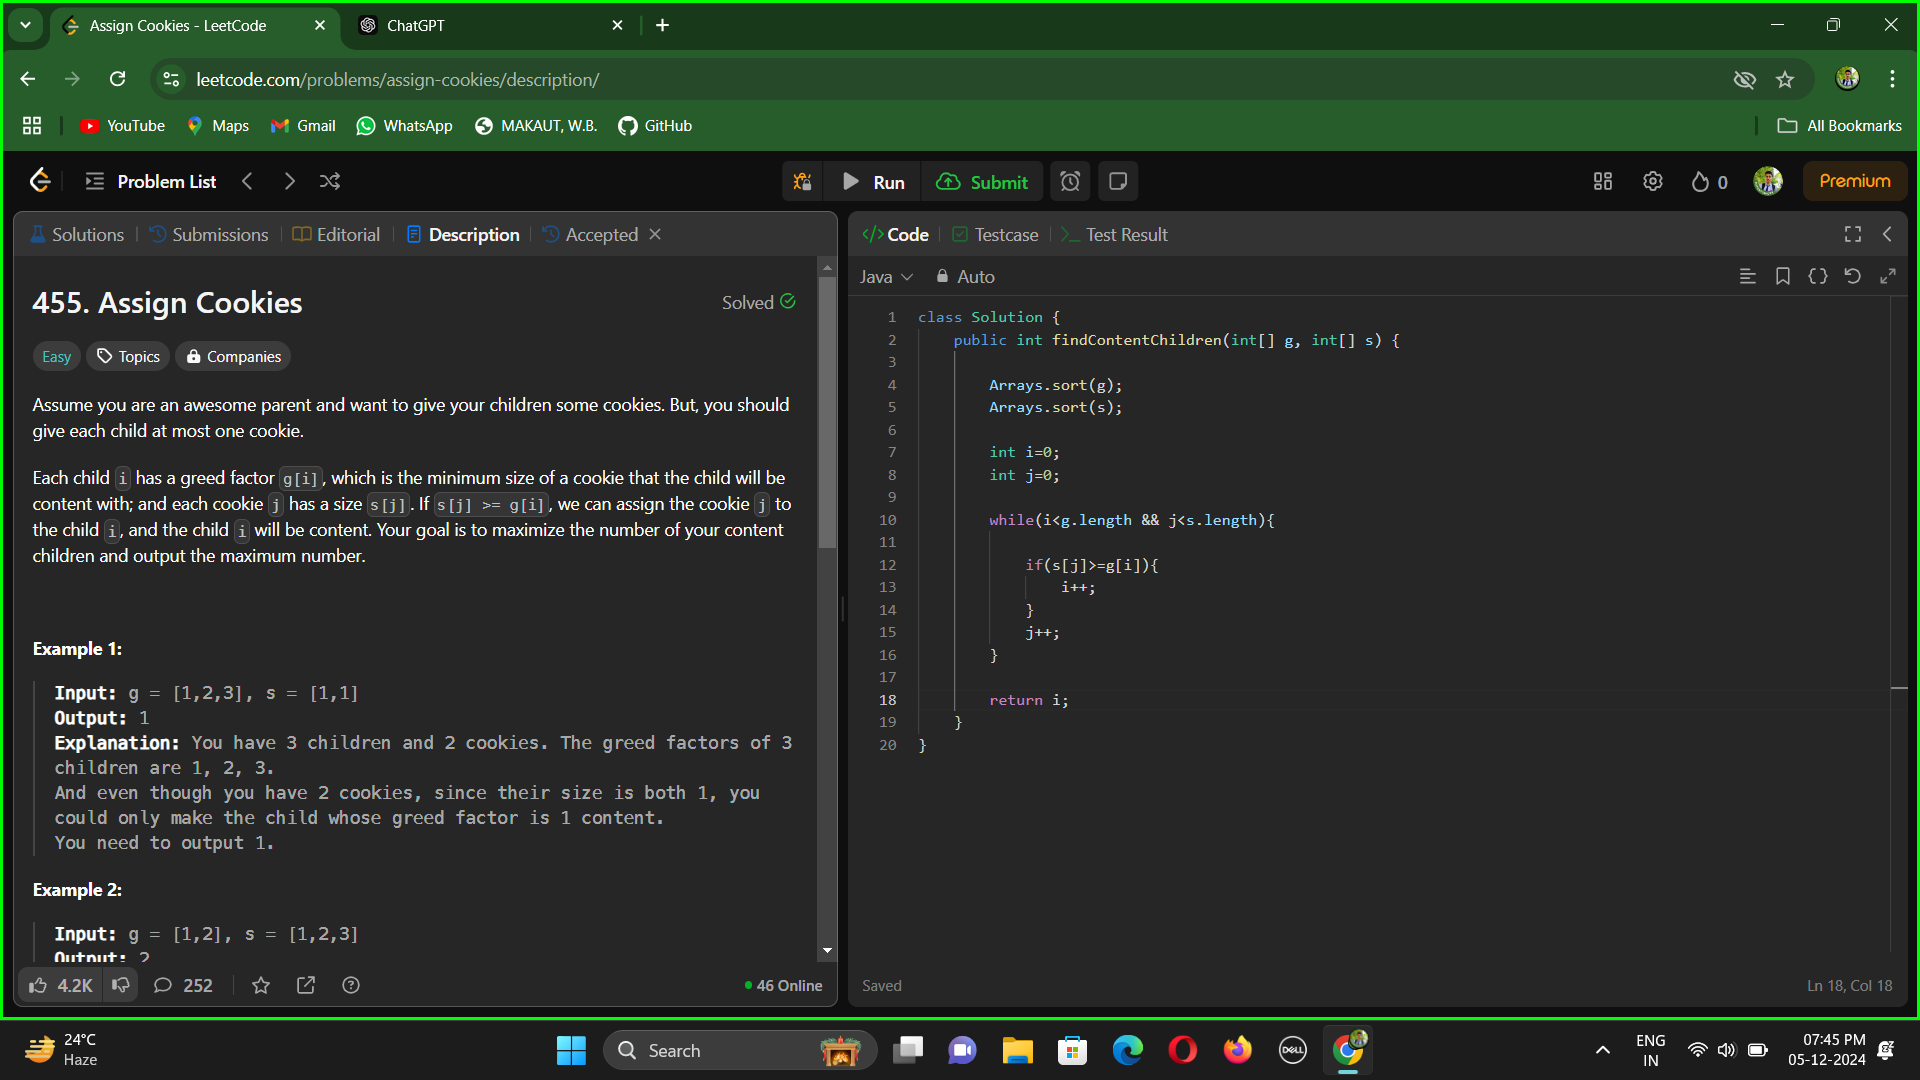 Assign Cookies - LeetCode
ChatGPT
leetcode.com/problems/assign-cookies/description/
YouTube
Maps
Gmail
WhatsApp
MAKAUT, W.B.
GitHub
All Bookmarks
Problem List
Run
Submit
0
Premium
Solutions
Submissions
Editorial
Description
Accepted
455. Assign Cookies
Solved
Easy
Topics
Companies
Assume you are an awesome parent and want to give your children some cookies. But, you should
give each child at most one cookie.
Each child i has a greed factor g[i], which is the minimum size of a cookie that the child will be
content with; and each cookie j has a size s[j]. If s[j] >= g[i], we can assign the cookie j to
the child i, and the child i will be content. Your goal is to maximize the number of your content
children and output the maximum number.
Example 1:
Input: g = [1,2,3], s = [1,1]
Output: 1
Explanation: You have 3 children and 2 cookies. The greed factors of 3
children are 1, 2, 3.
And even though you have 2 cookies, since their size is both 1, you
could only make the child whose greed factor is 1 content.
You need to output 1.
Example 2:
Input: g = [1,2], s = [1,2,3]
Output: 2
4.2K
252
46 Online
Code
Testcase
Test Result
Java
Auto
1 class Solution {
2 public int findContentChildren(int[] g, int[] s) {
3
4 Arrays.sort(g);
5 Arrays.sort(s);
6
7 int i=0;
8 int j=0;
9
10 while(i<g.length && j<s.length){
11
12 if(s[j]>=g[i]){
13 i++;
14 }
15 j++;
16 }
17
18 return i;
19 }
20 }
Saved
Ln 18, Col 18
24°C
Haze
Search
DELL
ENG
IN
07:45 PM
05-12-2024